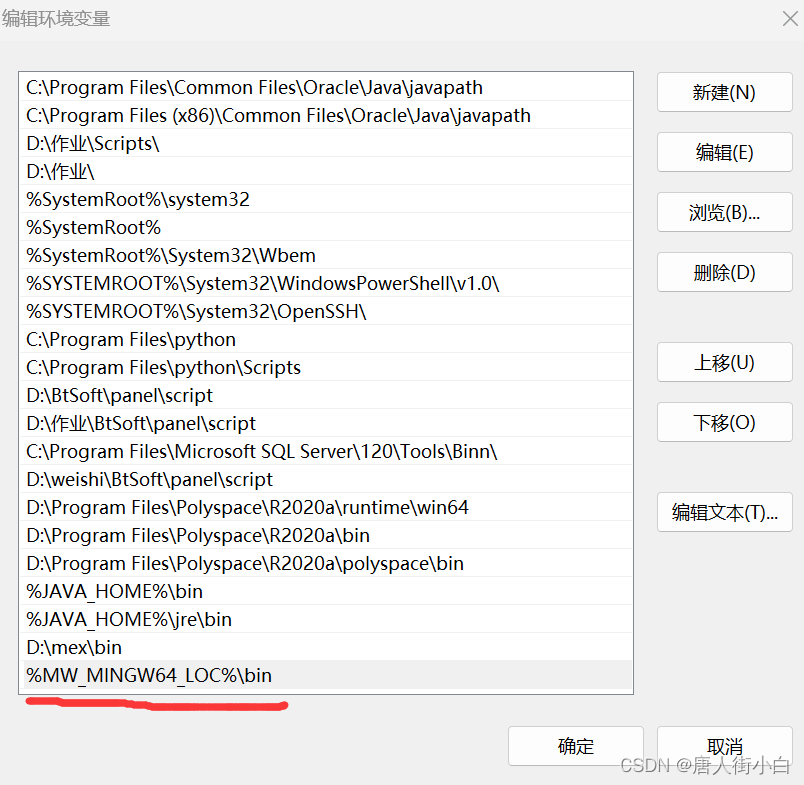 编辑环境变量
C:\Program Files\Common Files\Oracle\Java\javapath
C:\Program Files (x86)\Common Files\Oracle\Java\javapath
D:\作业\Scripts\
D:\作业\
%SystemRoot%\system32
%SystemRoot%
%SystemRoot%\System32\Wbem
%SYSTEMROOT%\System32\WindowsPowerShell\v1.0\
%SYSTEMROOT%\System32\OpenSSH\
C:\Program Files\python
C:\Program Files\python\Scripts
D:\BtSoft\panel\script
D:\作业\BtSoft\panel\script
C:\Program Files\Microsoft SQL Server\120\Tools\Binn\
D:\weishi\BtSoft\panel\script
D:\Program Files\Polyspace\R2020a\runtime\win64
D:\Program Files\Polyspace\R2020a\bin
D:\Program Files\Polyspace\R2020a\polyspace\bin
%JAVA_HOME%\bin
%JAVA_HOME%\jre\bin
D:\mex\bin
%MW_MINGW64_LOC%\bin
新建(N)
编辑(E)
浏览(B)...
删除(D)
上移(U)
下移(O)
编辑文本(T)...
确定
取消
CSDN @唐人街小白